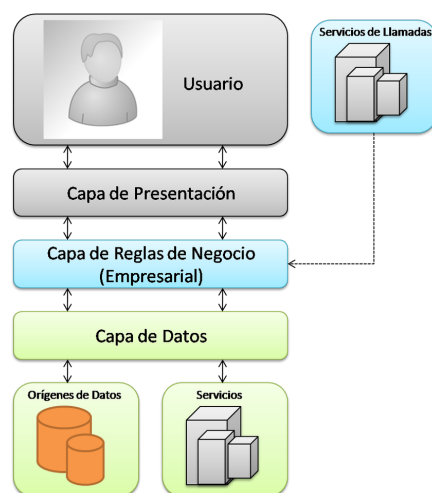 Servicios de Llamadas
Usuario
Capa de Presentación
Capa de Reglas de Negocio
(Empresarial)
Capa de Datos
Orígenes de Datos
Servicios